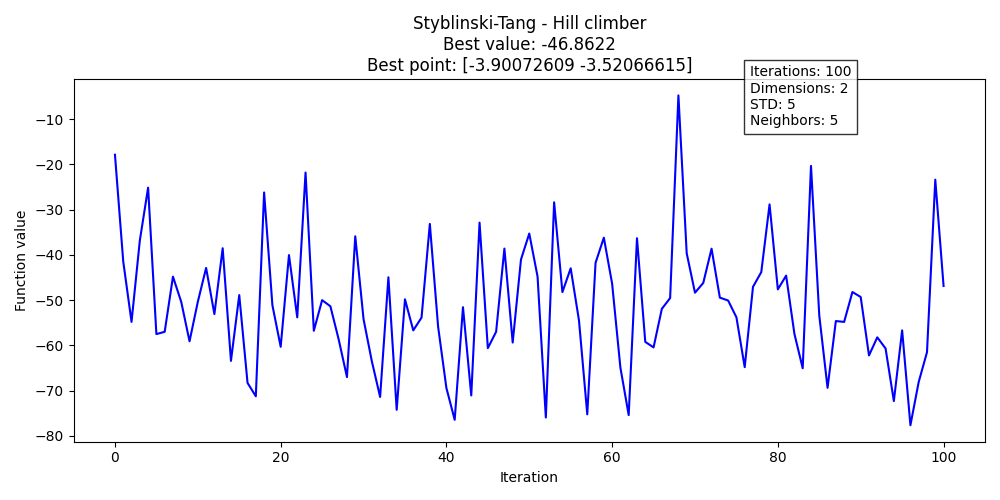 Styblinski-Tang - Hill climber
Best value: -46.8622
Best point: [-3.90072609 -3.52066615]
Iterations: 100
Dimensions: 2
STD: 5
Neighbors: 5
Function value
−10
−20
−30
−40
−50
−60
−70
−80
0 20 40 60 80 100
Iteration